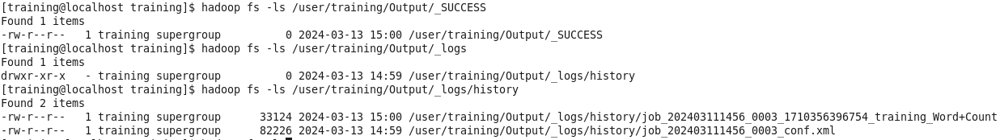 [training@localhost training]$ hadoop fs -ls /user/training/Output/_SUCCESS
Found 1 items
-rw-r--r--   1 training supergroup          0 2024-03-13 15:00 /user/training/Output/_SUCCESS
[training@localhost training]$ hadoop fs -ls /user/training/Output/_logs
Found 1 items
drwxr-xr-x   - training supergroup          0 2024-03-13 14:59 /user/training/Output/_logs/history
[training@localhost training]$ hadoop fs -ls /user/training/Output/_logs/history
Found 2 items
-rw-r--r--   1 training supergroup      33124 2024-03-13 15:00 /user/training/Output/_logs/history/job_202403111456_0003_1710356396754_training_Word+Count
-rw-r--r--   1 training supergroup      82226 2024-03-13 14:59 /user/training/Output/_logs/history/job_202403111456_0003_conf.xml